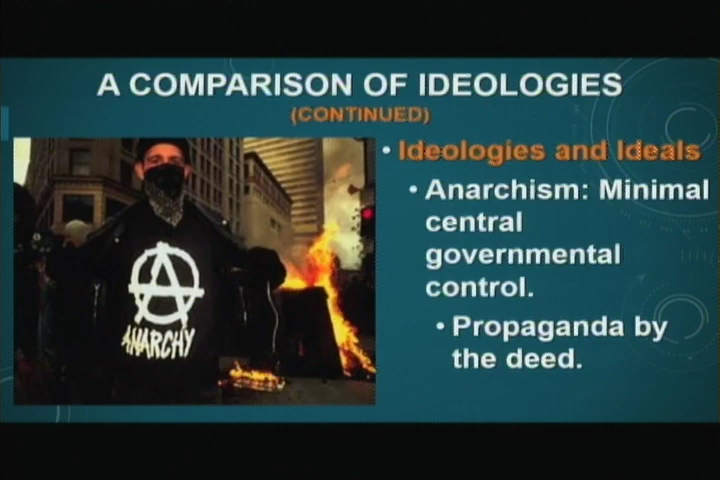 A COMPARISON OF IDEOLOGIES
(CONTINUED)
• Ideologies and Ideals
• Anarchism: Minimal
central
governmental
control.
• Propaganda by
the deed.
ANARCHY